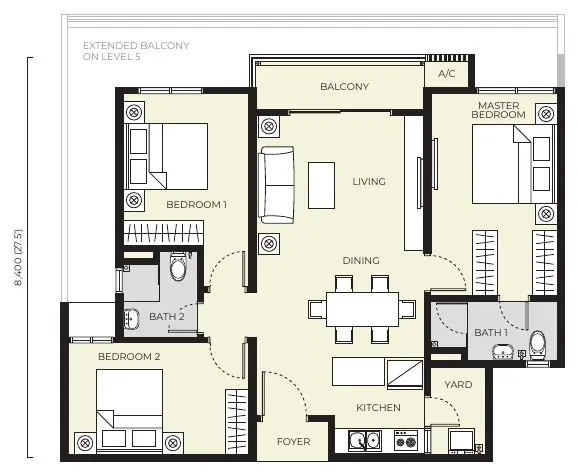 EXTENDED BALCONY
ON LEVEL 5
A/C
BALCONY
MASTER
BEDROOM
LIVING
BEDROOM 1
8,400 (27.5')
DINING
BATH 2
BATH 1
BEDROOM 2
YARD
KITCHEN
FOYER